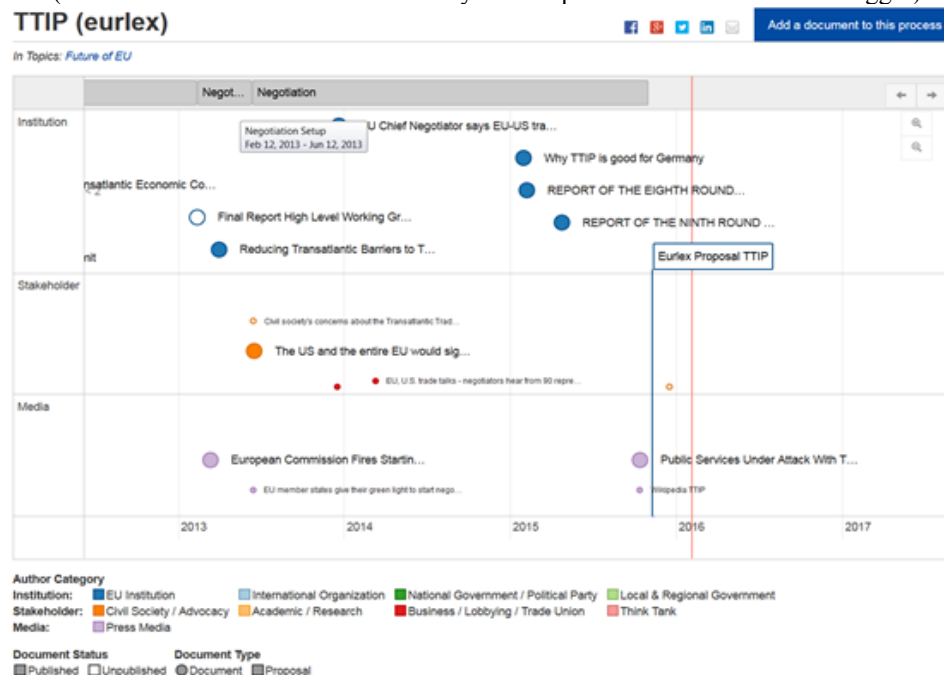 TTIP (eurlex)
Add a document to this process
In Topics: Future of EU
Negot... Negotiation
Institution
U Chief Negotiator says EU-US tra...
Negotiation Setup
Feb 12, 2013 - Jun 12, 2013
Why TTIP is good for Germany
nsatlantic Economic Co...
REPORT OF THE EIGHTH ROUND...
Final Report High Level Working Gr...
REPORT OF THE NINTH ROUND ...
Reducing Transatlantic Barriers to T...
nit
Eurlex Proposal TTIP
Stakeholder
Civil society's concerns about the Transatlantic Trad...
The US and the entire EU would sig...
EU, U.S. trade talks - negotiators hear from 90 repre...
Media
European Commission Fires Startin...
Public Services Under Attack With T...
EU member states give their green light to start nego...
Wikipedia TTIP
2013 2014 2015 2016 2017
Author Category
Institution: EU Institution International Organization National Government / Political Party Local & Regional Government
Stakeholder: Civil Society / Advocacy Academic / Research Business / Lobbying / Trade Union Think Tank
Media: Press Media
Document Status Document Type
Published Unpublished Document Proposal